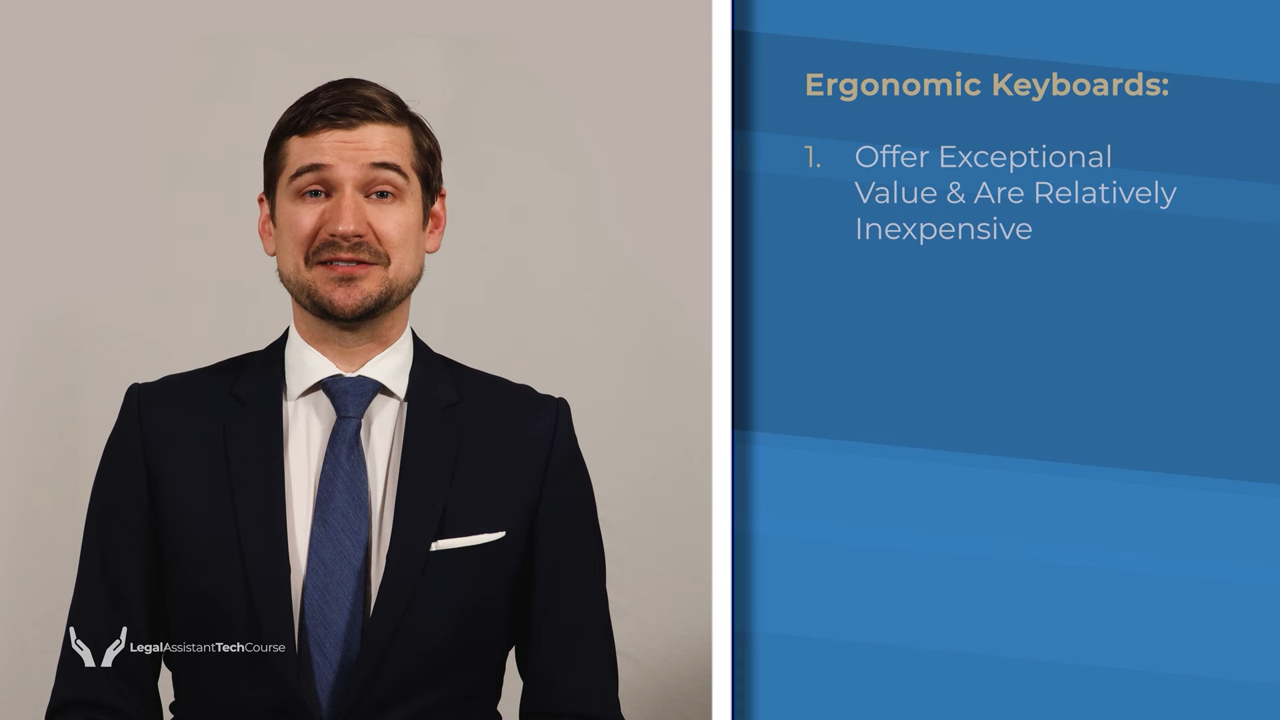 Ergonomic Keyboards:
1. Offer Exceptional
Value & Are Relatively
Inexpensive
LegalAssistantTechCourse